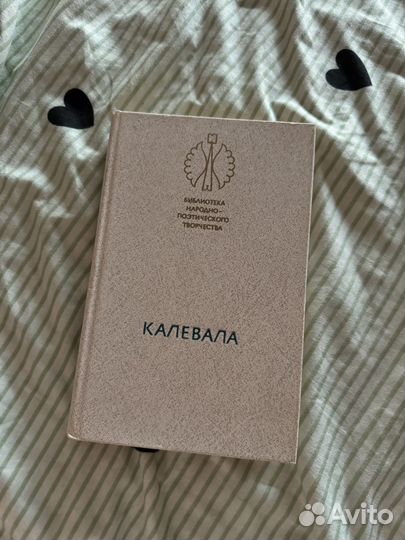 БИБЛИОТЕКА
НАРОДНО-
ПОЭТИЧЕСКОГО
ТВОРЧЕСТВА
КАЛЕВАЛА
Avito